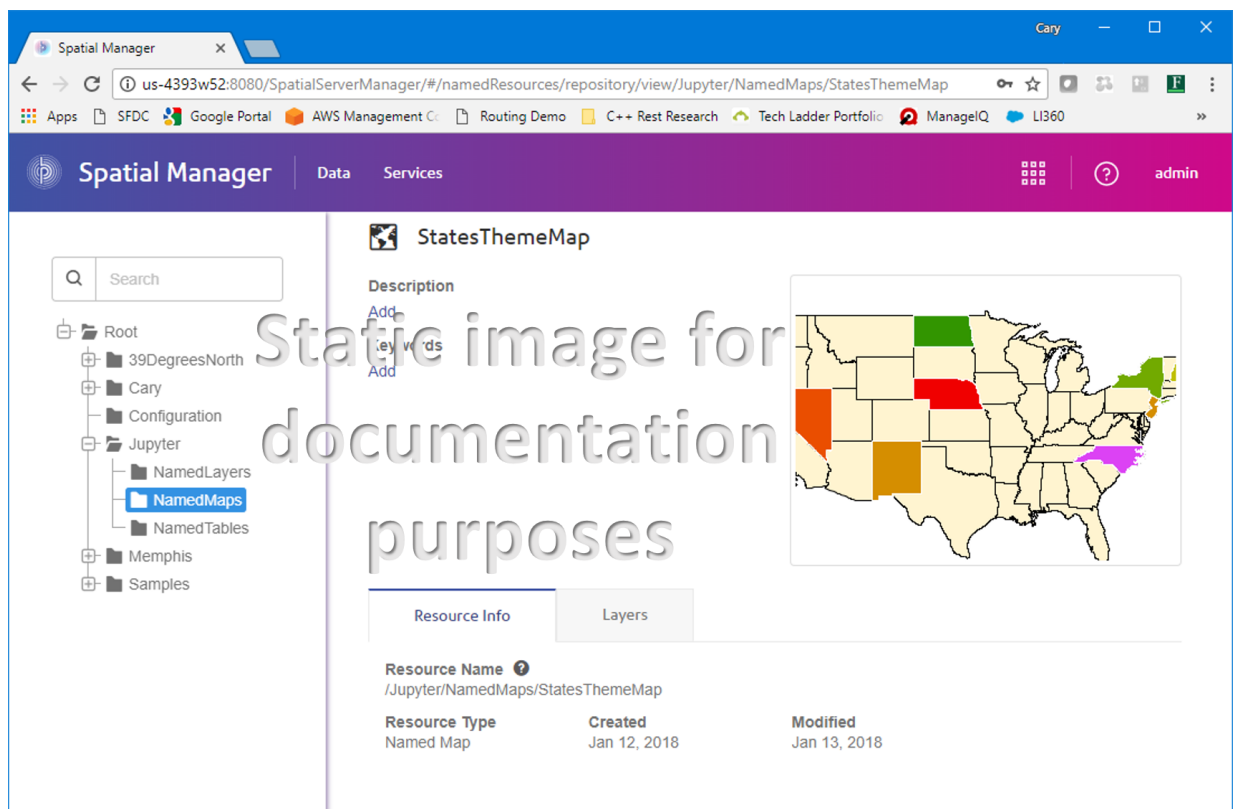 Cary
Spatial Manager
us-4393w52:8080/SpatialServerManager/#/namedResources/repository/view/Jupyter/NamedMaps/StatesThemeMap
Apps SFDC Google Portal AWS Management Routing Demo C++ Rest Research Tech Ladder Portfolio ManageIQ LI360 »
Spatial Manager Data Services admin
StatesThemeMap
Search
Description
Add
Keywords
Add
Static image for
documentation
purposes
Root
39DegreesNorth
Cary
Configuration
Jupyter
NamedLayers
NamedMaps
NamedTables
Memphis
Samples
Resource Info Layers
Resource Name ?
/Jupyter/NamedMaps/StatesThemeMap
Resource Type Created Modified
Named Map Jan 12, 2018 Jan 13, 2018